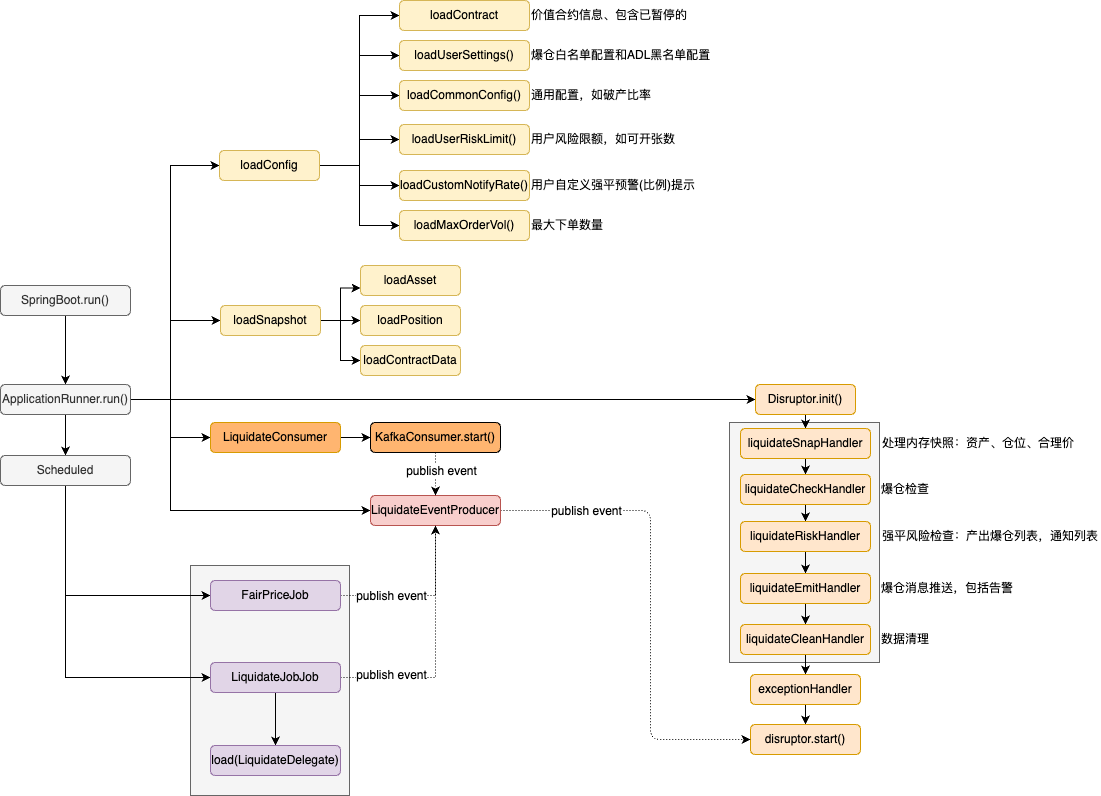 loadContract
价值合约信息、包含已暂停的
loadUserSettings()
爆仓白名单配置和ADL黑名单配置
loadCommonConfig()
通用配置，如破产比率
loadUserRiskLimit()
用户风险限额，如可开张数
loadConfig
loadCustomNotifyRate()
用户自定义强平预警(比例)提示
loadMaxOrderVol()
最大下单数量
loadAsset
SpringBoot.run()
loadSnapshot
loadPosition
loadContractData
ApplicationRunner.run()
Disruptor.init()
LiquidateConsumer
KafkaConsumer.start()
liquidateSnapHandler
处理内存快照：资产、仓位、合理价
Scheduled
publish event
liquidateCheckHandler
爆仓检查
LiquidateEventProducer
publish event
liquidateRiskHandler
强平风险检查：产出爆仓列表，通知列表
FairPriceJob
publish event
liquidateEmitHandler
爆仓消息推送，包括告警
liquidateCleanHandler
数据清理
LiquidateJobJob
publish event
exceptionHandler
disruptor.start()
load(LiquidateDelegate)